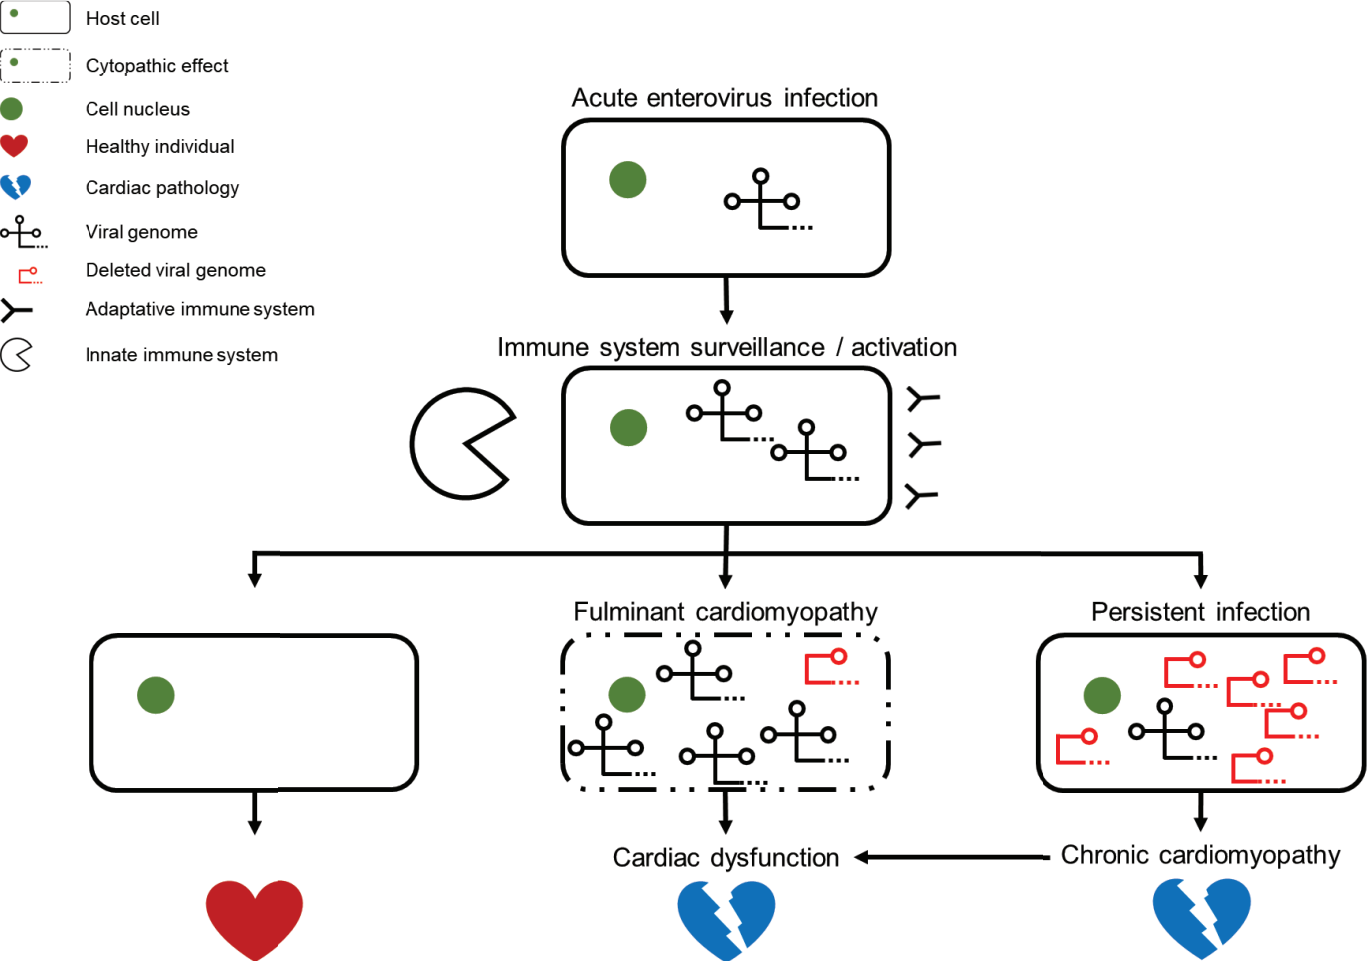 Host cell
Cytopathic effect
Cell nucleus
Healthy individual
Cardiac pathology
Viral genome
Deleted viral genome
Adaptative immune system
Innate immune system
Acute enterovirus infection
Immune system surveillance / activation
Fulminant cardiomyopathy
Persistent infection
Cardiac dysfunction
Chronic cardiomyopathy